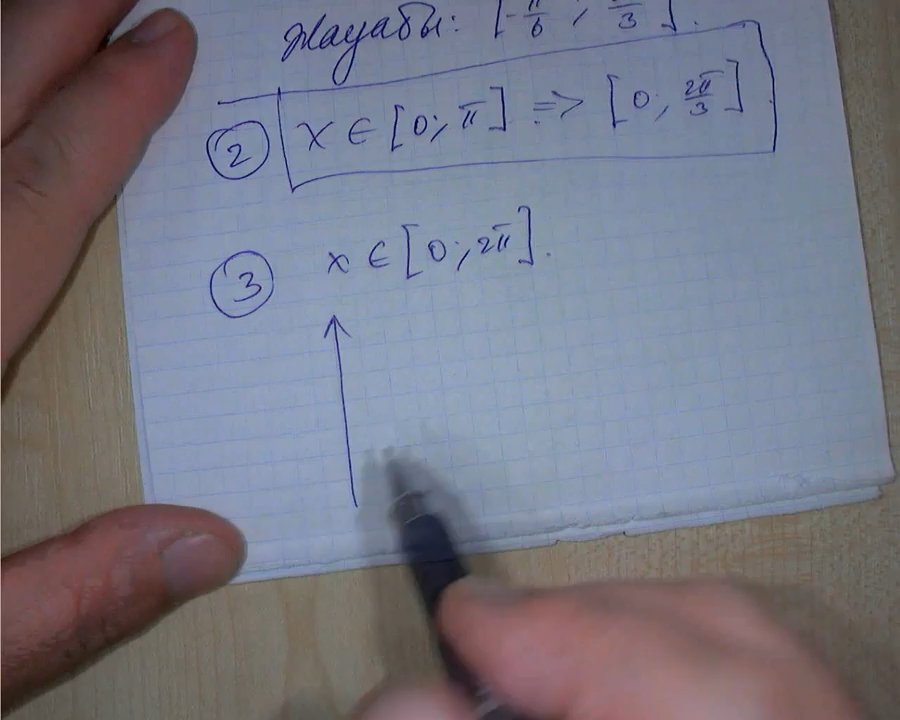 Жауабы: [-π/6 ; /3].
② x ∈ [0; π] => [0; 2π/3]
③ x ∈ [0; 2π].